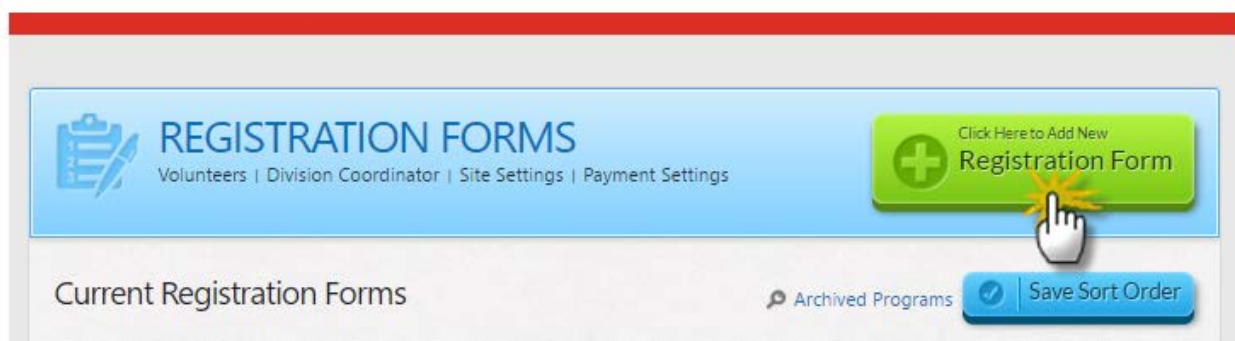 REGISTRATION FORMS
Volunteers | Division Coordinator | Site Settings | Payment Settings
Click Here to Add New
Registration Form
Current Registration Forms
Archived Programs
Save Sort Order